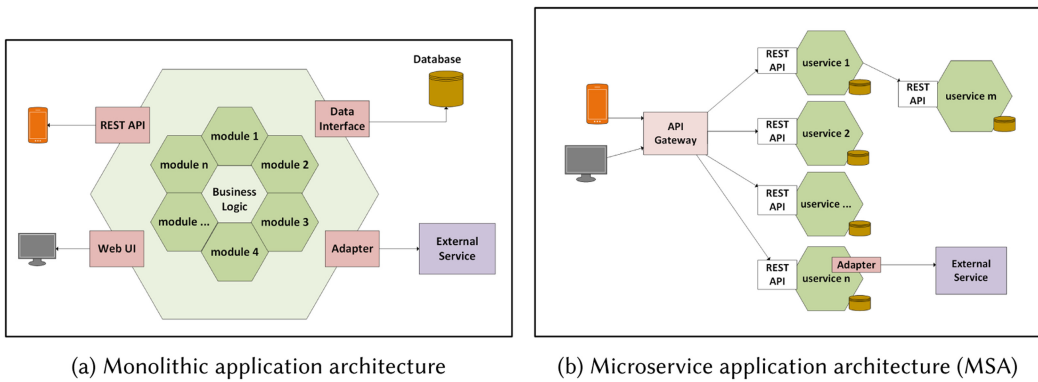 Database
REST API
Data
Interface
module 1
module n
module 2
Business
Logic
module ...
module 3
module 4
Web UI
Adapter
External
Service
(a) Monolithic application architecture
REST
API
uservice 1
REST
API
uservice m
API
Gateway
REST
API
uservice 2
REST
API
uservice ...
REST
API
uservice n
Adapter
External
Service
(b) Microservice application architecture (MSA)